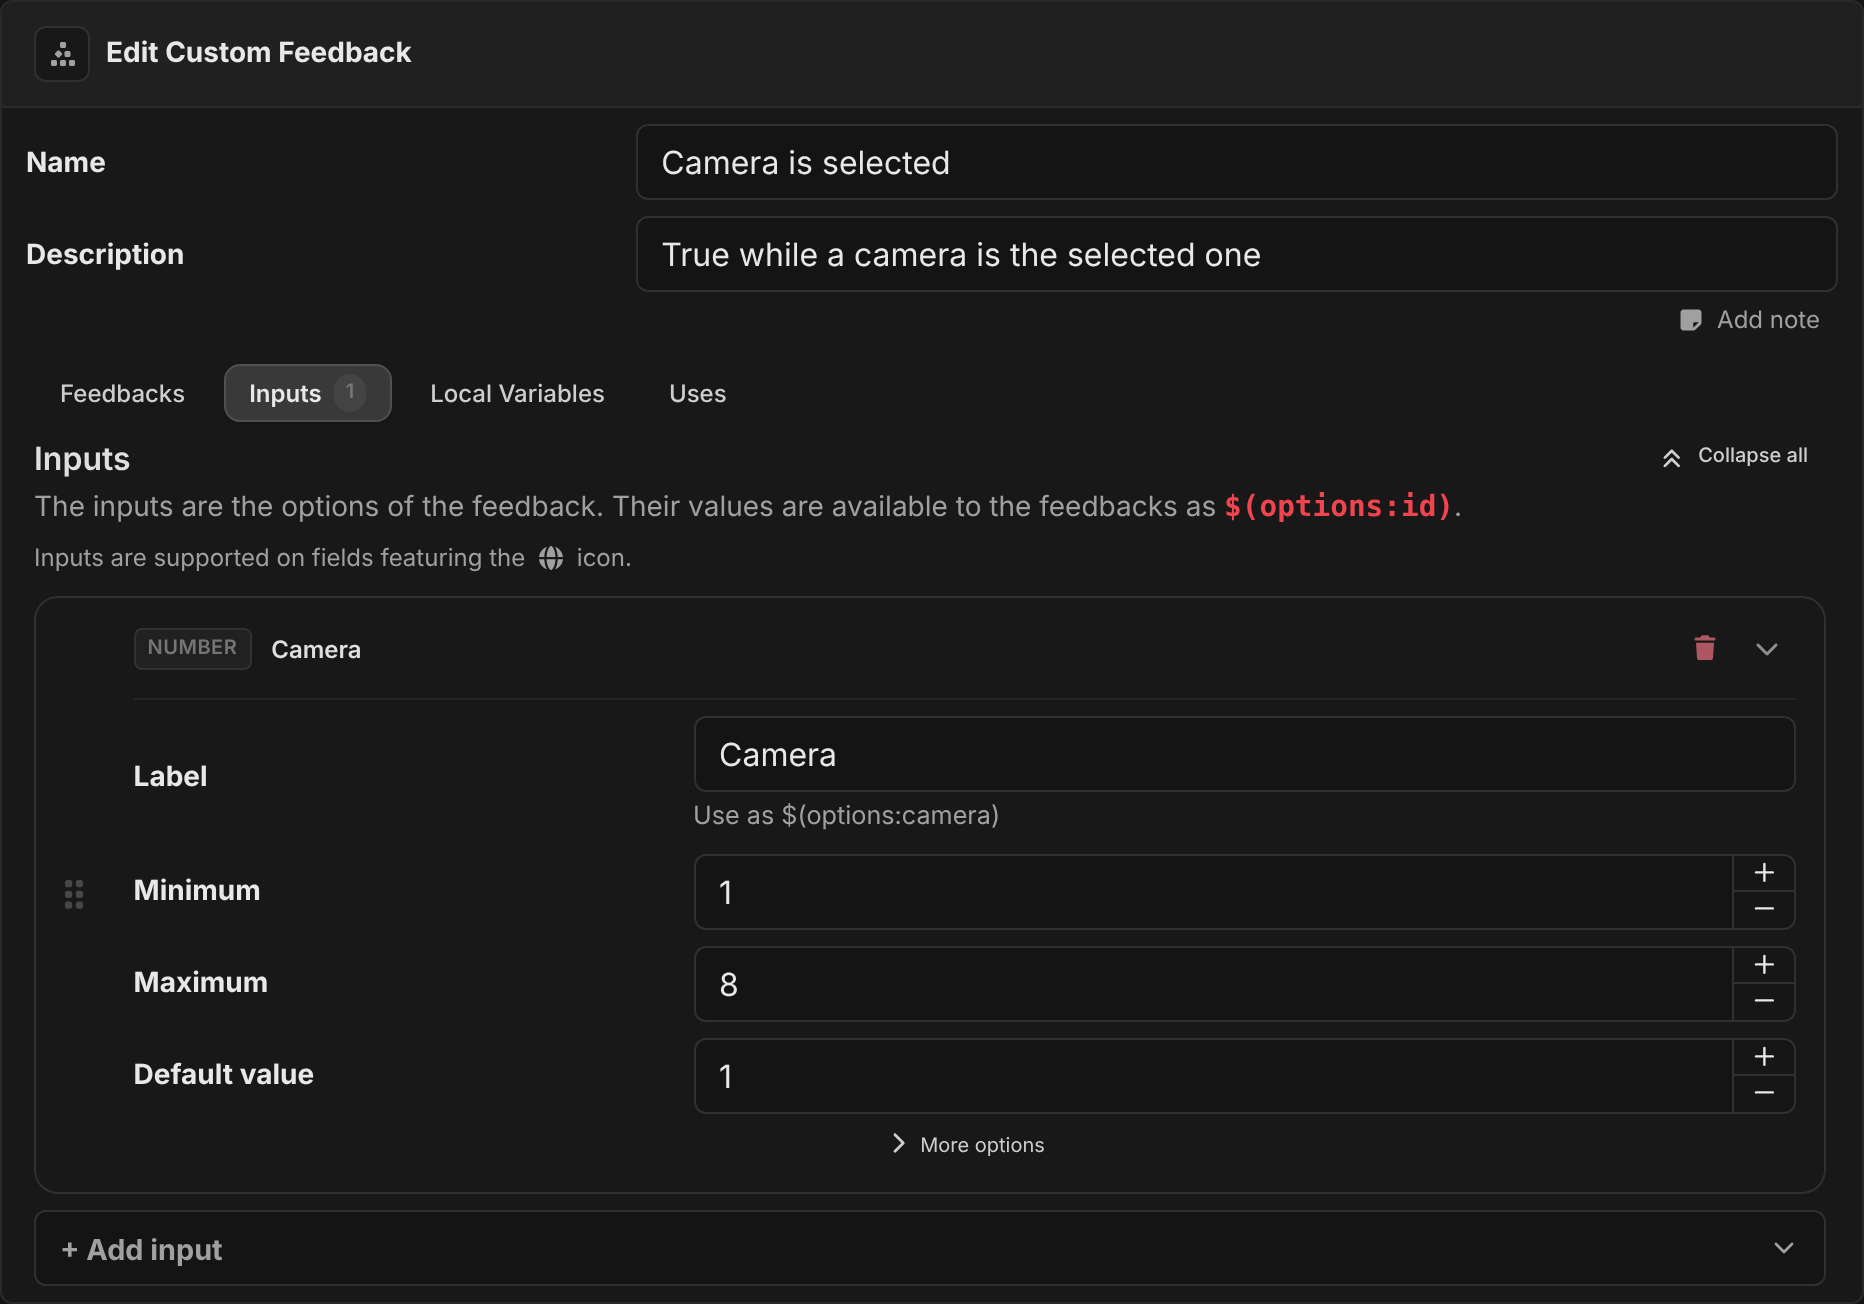 Edit Custom Feedback
Name
Camera is selected
Description
True while a camera is the selected one
Add note
Feedbacks
Inputs 1
Local Variables
Uses
Inputs
Collapse all
The inputs are the options of the feedback. Their values are available to the feedbacks as $(options:id).
Inputs are supported on fields featuring the icon.
NUMBER Camera
Label
Camera
Use as $(options:camera)
Minimum
1
Maximum
8
Default value
1
More options
+ Add input